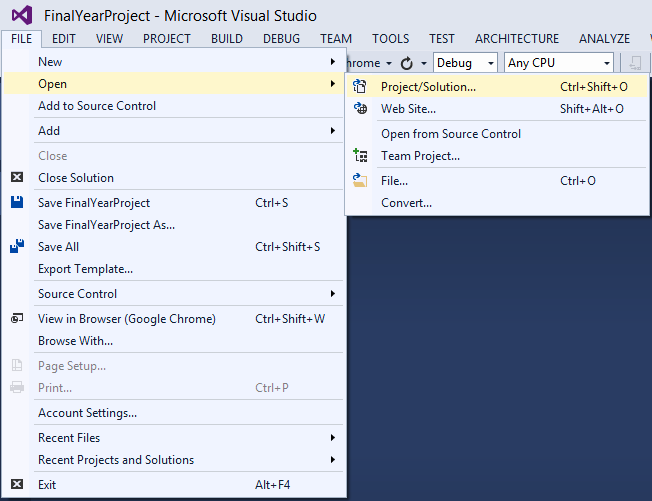 FinalYearProject - Microsoft Visual Studio
FILE EDIT VIEW PROJECT BUILD DEBUG TEAM TOOLS TEST ARCHITECTURE ANALYZE
hrome Debug Any CPU
New
Open
Add to Source Control
Add
Close
Close Solution
Save FinalYearProject Ctrl+S
Save FinalYearProject As...
Save All Ctrl+Shift+S
Export Template...
Source Control
View in Browser (Google Chrome) Ctrl+Shift+W
Browse With...
Page Setup...
Print... Ctrl+P
Account Settings...
Recent Files
Recent Projects and Solutions
Exit Alt+F4
Project/Solution... Ctrl+Shift+O
Web Site... Shift+Alt+O
Open from Source Control
Team Project...
File... Ctrl+O
Convert...